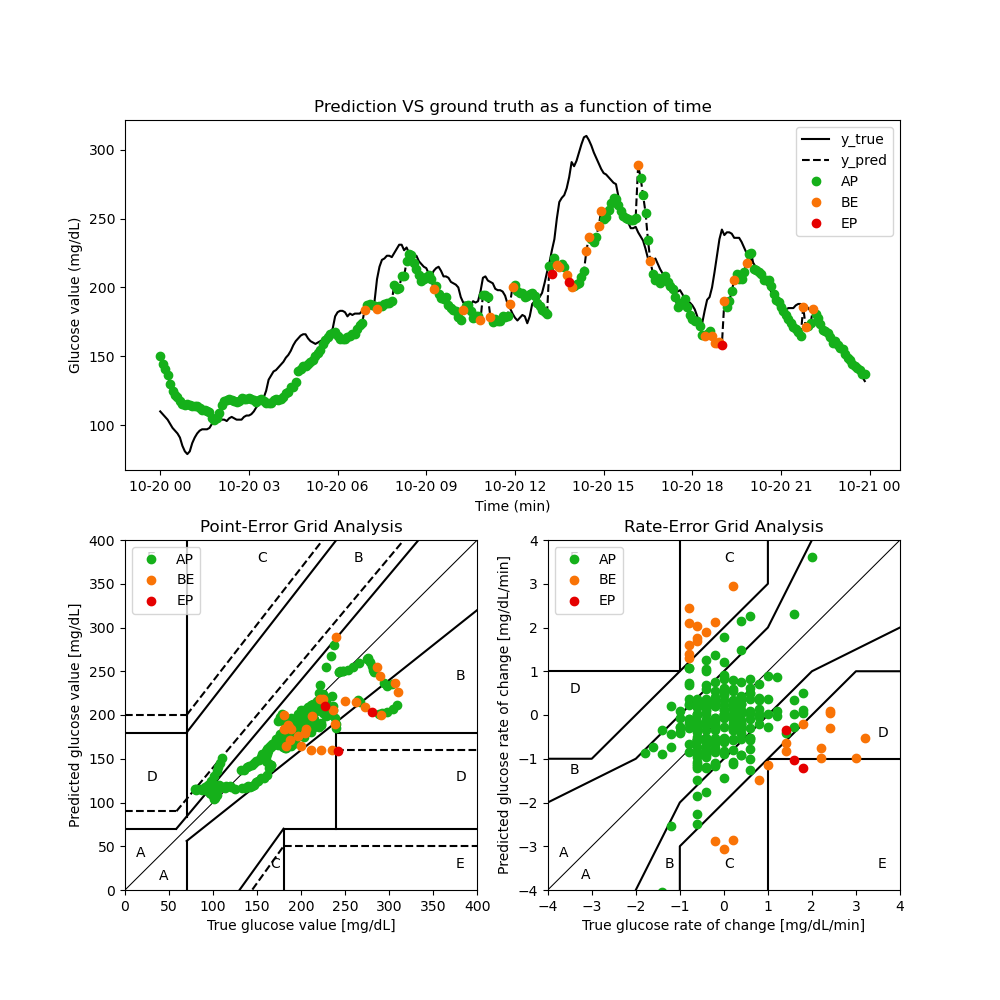 Prediction VS ground truth as a function of time
Glucose value (mg/dL)
300
250
200
150
100
y_true
y_pred
AP
BE
EP
10-20 00 10-20 03 10-20 06 10-20 09 10-20 12 10-20 15 10-20 18 10-20 21 10-21 00
Time (min)
Point-Error Grid Analysis
Predicted glucose value [mg/dL]
400
350
300
250
200
150
100
50
0
AP
BE
EP
C
B
B
D
D
A
A
C
E
0 50 100 150 200 250 300 350 400
True glucose value [mg/dL]
Rate-Error Grid Analysis
Predicted glucose rate of change [mg/dL/min]
4
3
2
1
0
−1
−2
−3
−4
AP
BE
EP
C
D
D
B
A
A
B
C
E
−4 −3 −2 −1 0 1 2 3 4
True glucose rate of change [mg/dL/min]